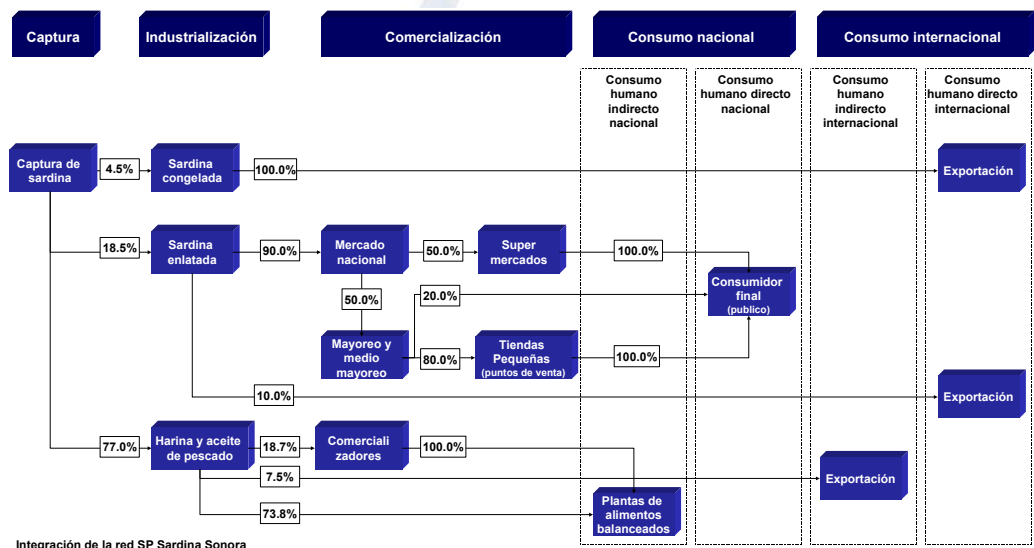 Captura
Industrialización
Comercialización
Consumo nacional
Consumo internacional
Consumo
humano
indirecto
nacional
Consumo
humano directo
nacional
Consumo
humano
indirecto
internacional
Consumo
humano directo
internacional
Captura de
sardina
4.5%
Sardina
congelada
100.0%
Exportación
18.5%
Sardina
enlatada
90.0%
Mercado
nacional
50.0%
Super
mercados
100.0%
Consumidor
final
(publico)
50.0%
20.0%
Mayoreo y
medio
mayoreo
80.0%
Tiendas
Pequeñas
(puntos de venta)
100.0%
10.0%
Exportación
77.0%
Harina y aceite
de pescado
18.7%
Comerciali
zadores
100.0%
7.5%
Exportación
73.8%
Plantas de
alimentos
balanceados
Integración de la red SP Sardina Sonora